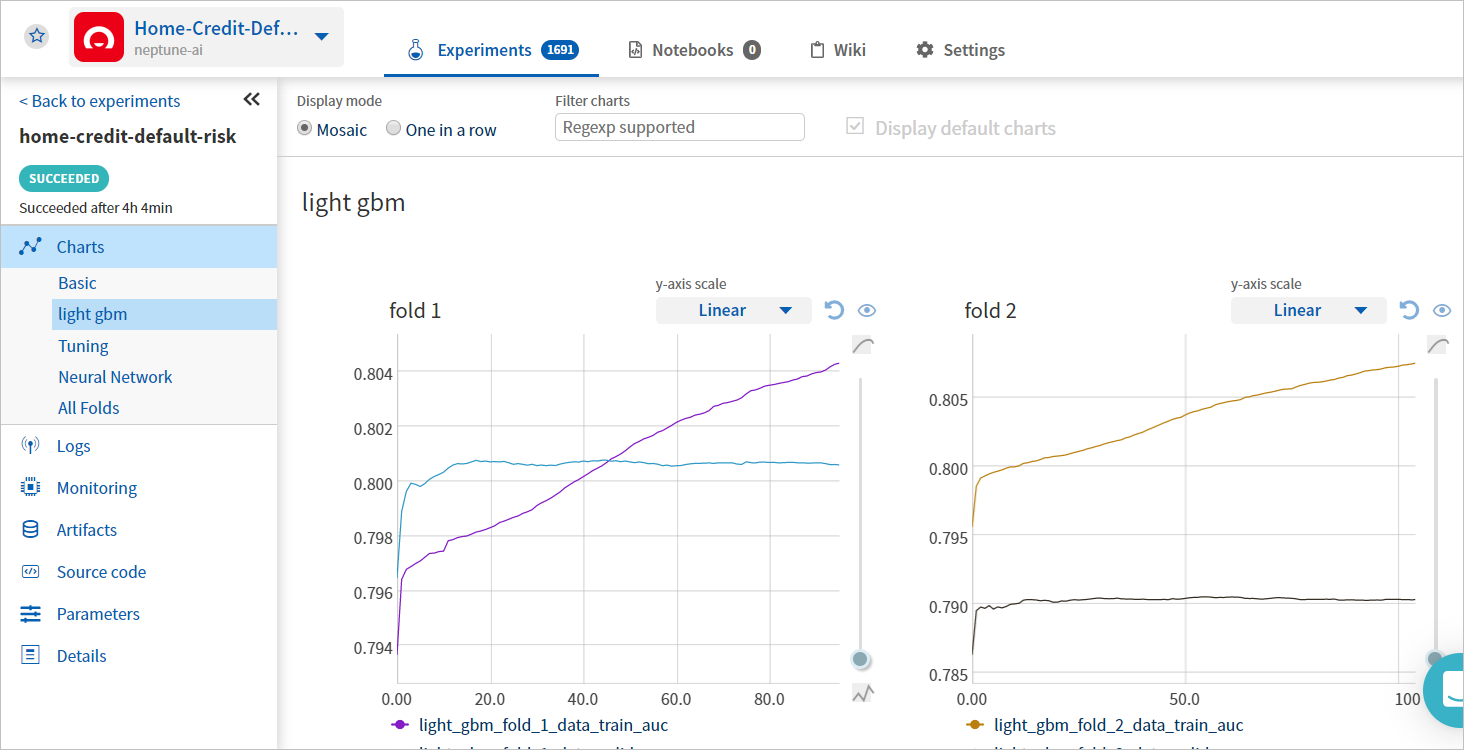 Home-Credit-Def...
neptune-ai
Experiments 1691
Notebooks 0
Wiki
Settings
< Back to experiments
home-credit-default-risk
SUCCEEDED
Succeeded after 4h 4min
Charts
Basic
light gbm
Tuning
Neural Network
All Folds
Logs
Monitoring
Artifacts
Source code
Parameters
Details
Display mode
Mosaic One in a row
Filter charts
Regexp supported
Display default charts
light gbm
fold 1
y-axis scale
Linear
0.804
0.802
0.800
0.798
0.796
0.794
0.00 20.0 40.0 60.0 80.0
light_gbm_fold_1_data_train_auc
fold 2
y-axis scale
Linear
0.805
0.800
0.795
0.790
0.785
0.00 50.0 100
light_gbm_fold_2_data_train_auc